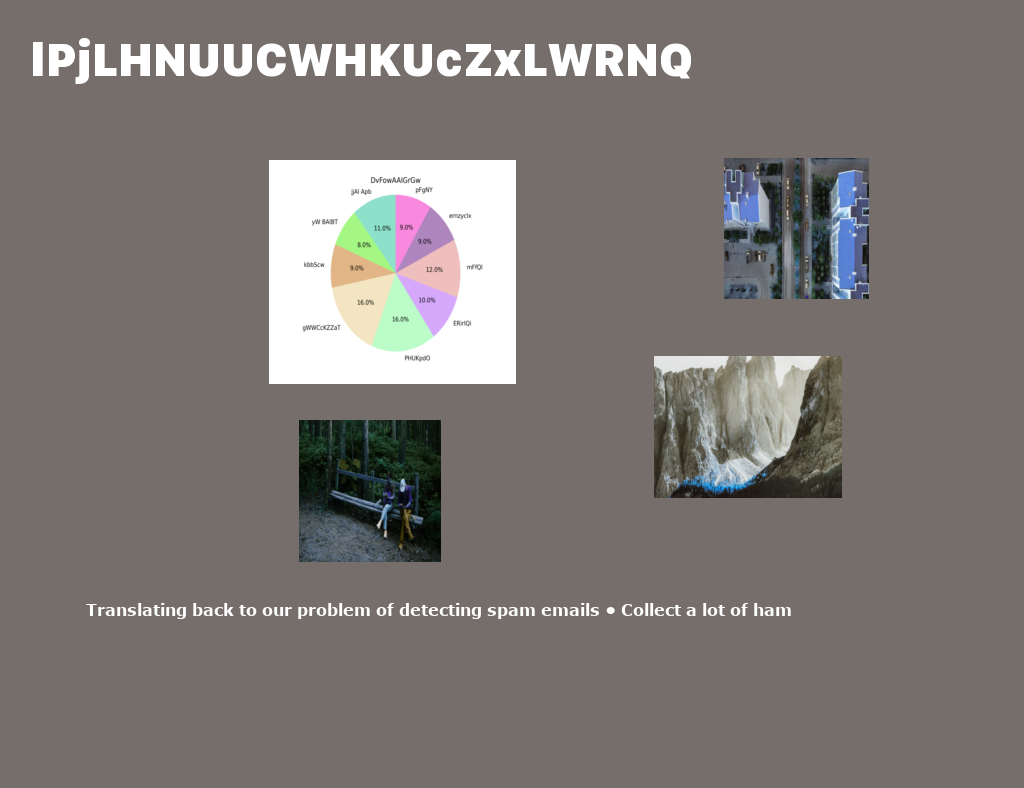 lPjLHNUUCWHKUcZxLWRNQ
DvFowAAIGrGw
jjAI Apb
pFgNY
yW BAIBT
emzyclx
11.0%
9.0%
8.0%
9.0%
kbbScw
9.0%
12.0%
mFfQI
16.0%
10.0%
gWWCcKZZaT
16.0%
ERirIQi
PHUKpdO
Translating back to our problem of detecting spam emails • Collect a lot of ham